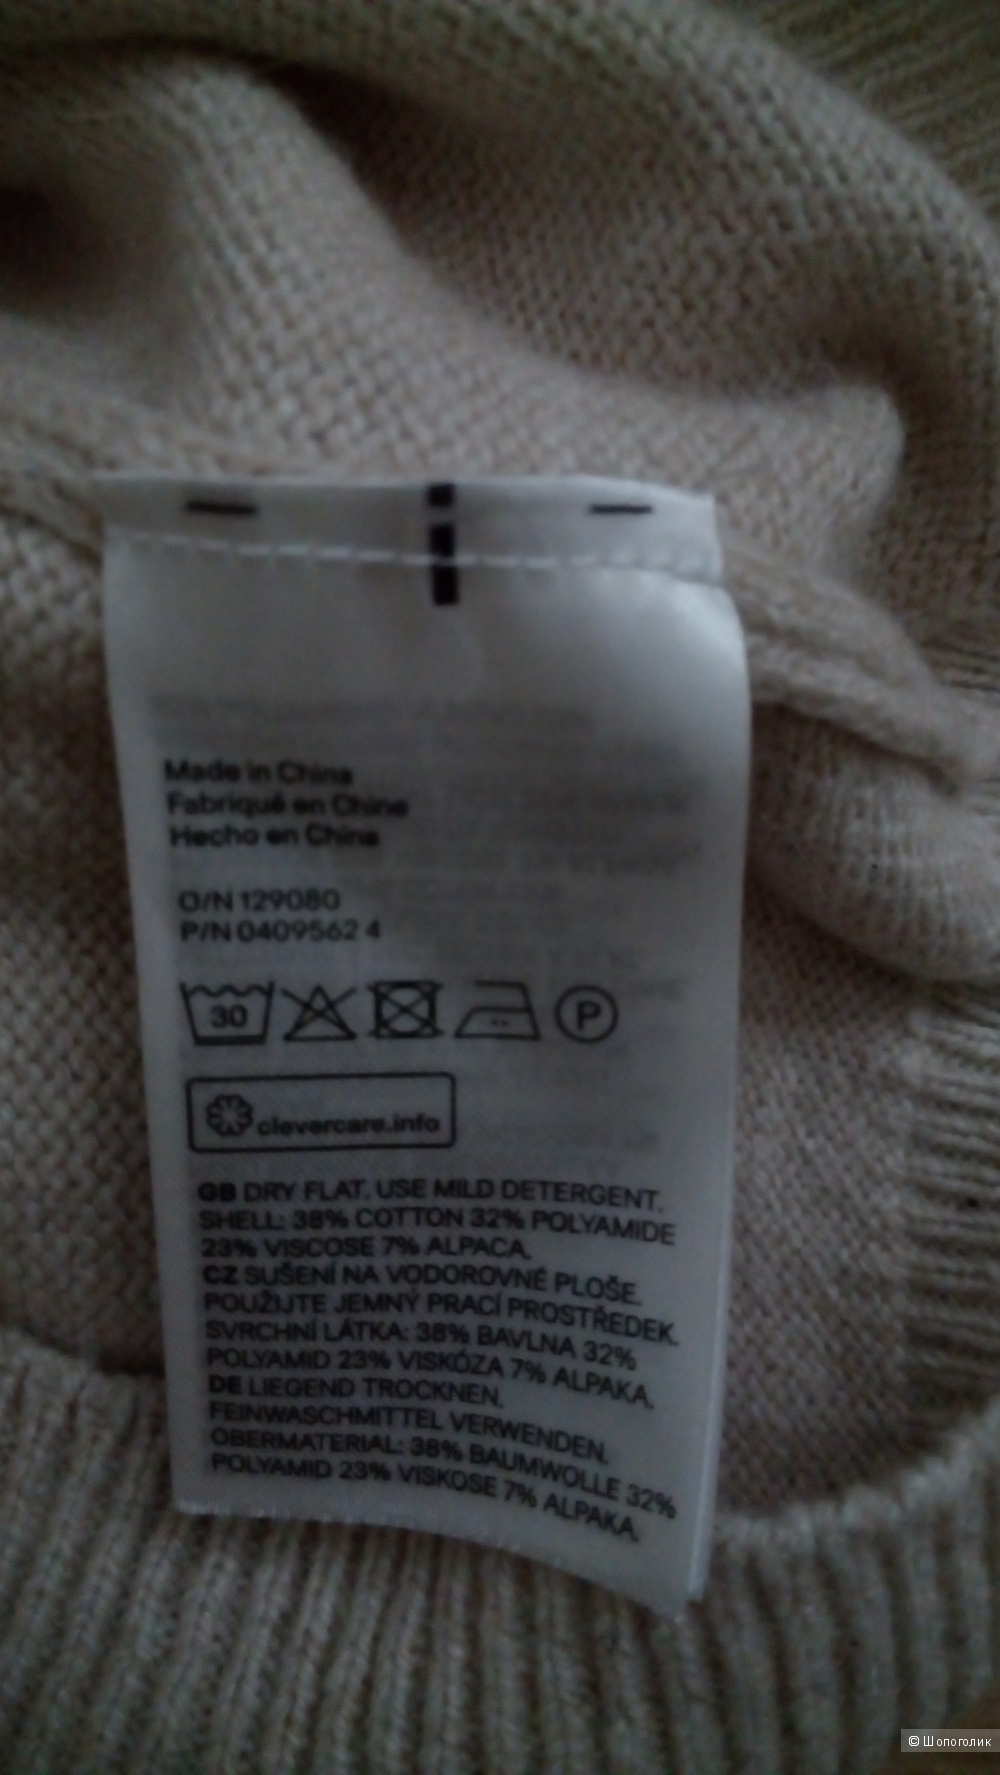 Made in China
Fabriqué en Chine
Hecho en China
O/N 129080
P/N 0409562 4
30
P
clevercare.info
GB DRY FLAT. USE MILD DETERGENT.
SHELL: 38% COTTON 32% POLYAMIDE
23% VISCOSE 7% ALPACA.
CZ SUŠENÍ NA VODOROVNÉ PLOŠE.
POUŽIJTE JEMNÝ PRACÍ PROSTŘEDEK.
SVRCHNÍ LÁTKA: 38% BAVLNA 32%
POLYAMID 23% VISKÓZA 7% ALPAKA.
DE LIEGEND TROCKNEN.
FEINWASCHMITTEL VERWENDEN.
OBERMATERIAL: 38% BAUMWOLLE 32%
POLYAMID 23% VISKOSE 7% ALPAKA.
© Шопоголик